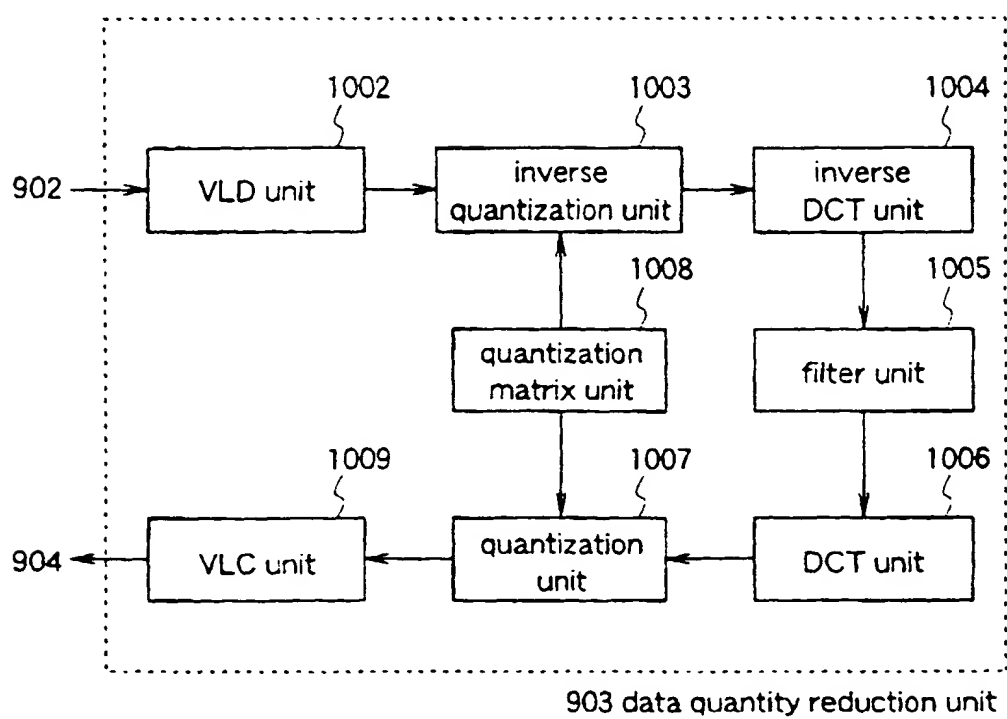 1002
1003
1004
902
VLD unit
inverse
quantization unit
inverse
DCT unit
1008
1005
quantization
matrix unit
filter unit
1009
1007
1006
904
VLC unit
quantization
unit
DCT unit
903 data quantity reduction unit